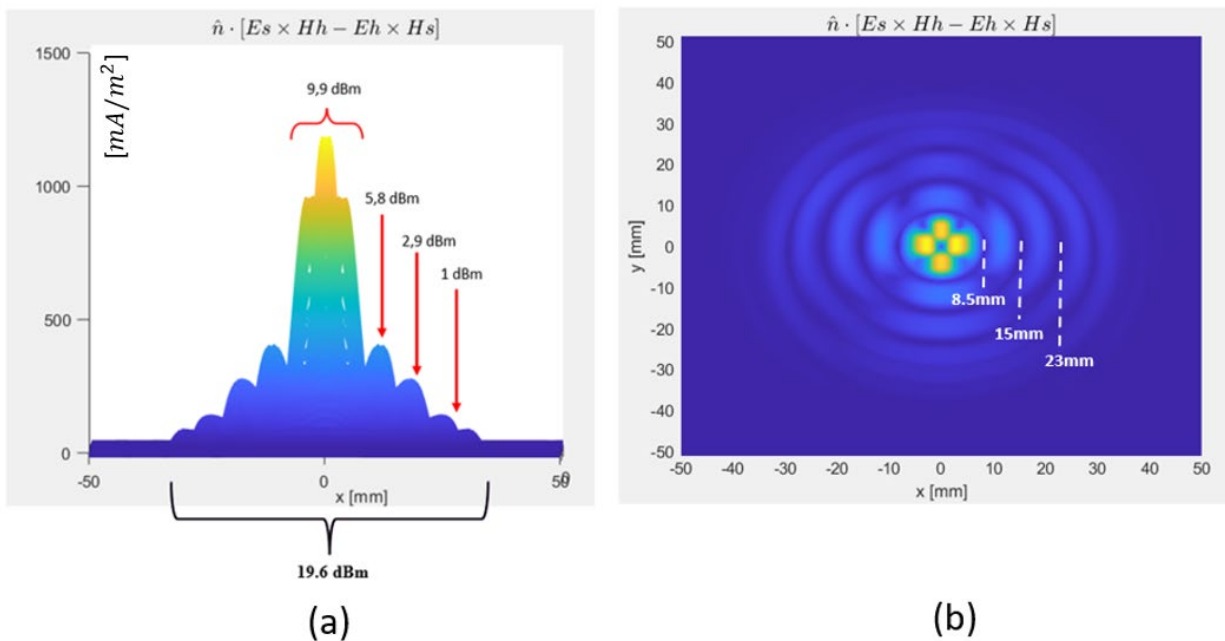 n̂ · [Es × Hh − Eh × Hs]
1500
[mA/m²]
9,9 dBm
1000
5,8 dBm
2,9 dBm
1 dBm
500
0
-50 0 50 0
x [mm]
19.6 dBm
(a)
n̂ · [Es × Hh − Eh × Hs]
50
40
30
20
10
0
-10
-20
-30
-40
-50
y [mm]
8.5mm
15mm
23mm
-50 -40 -30 -20 -10 0 10 20 30 40 50
x [mm]
(b)